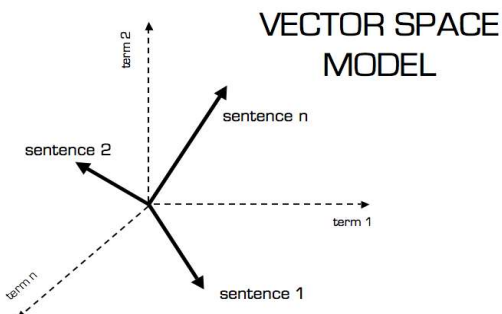 VECTOR SPACE
MODEL
term 2
sentence n
sentence 2
term 1
term n
sentence 1